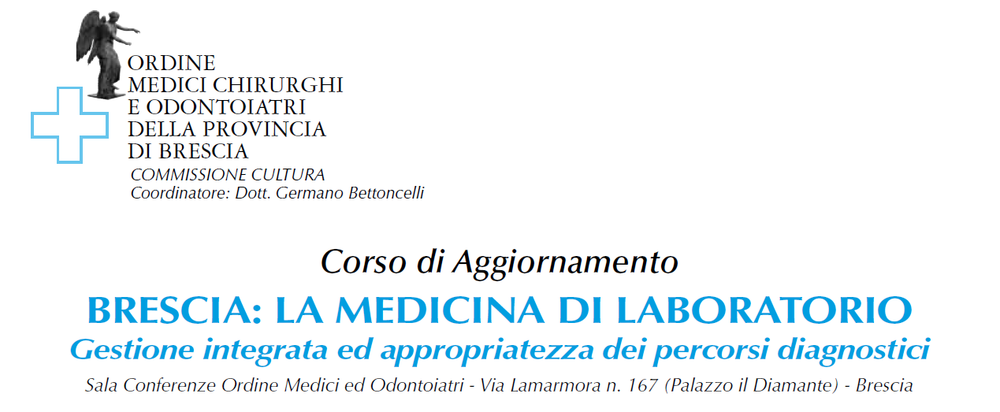 ORDINE
MEDICI CHIRURGHI
E ODONTOIATRI
DELLA PROVINCIA
DI BRESCIA
COMMISSIONE CULTURA
Coordinatore: Dott. Germano Bettoncelli
Corso di Aggiornamento
BRESCIA: LA MEDICINA DI LABORATORIO
Gestione integrata ed appropriatezza dei percorsi diagnostici
Sala Conferenze Ordine Medici ed Odontoiatri - Via Lamarmora n. 167 (Palazzo il Diamante) - Brescia